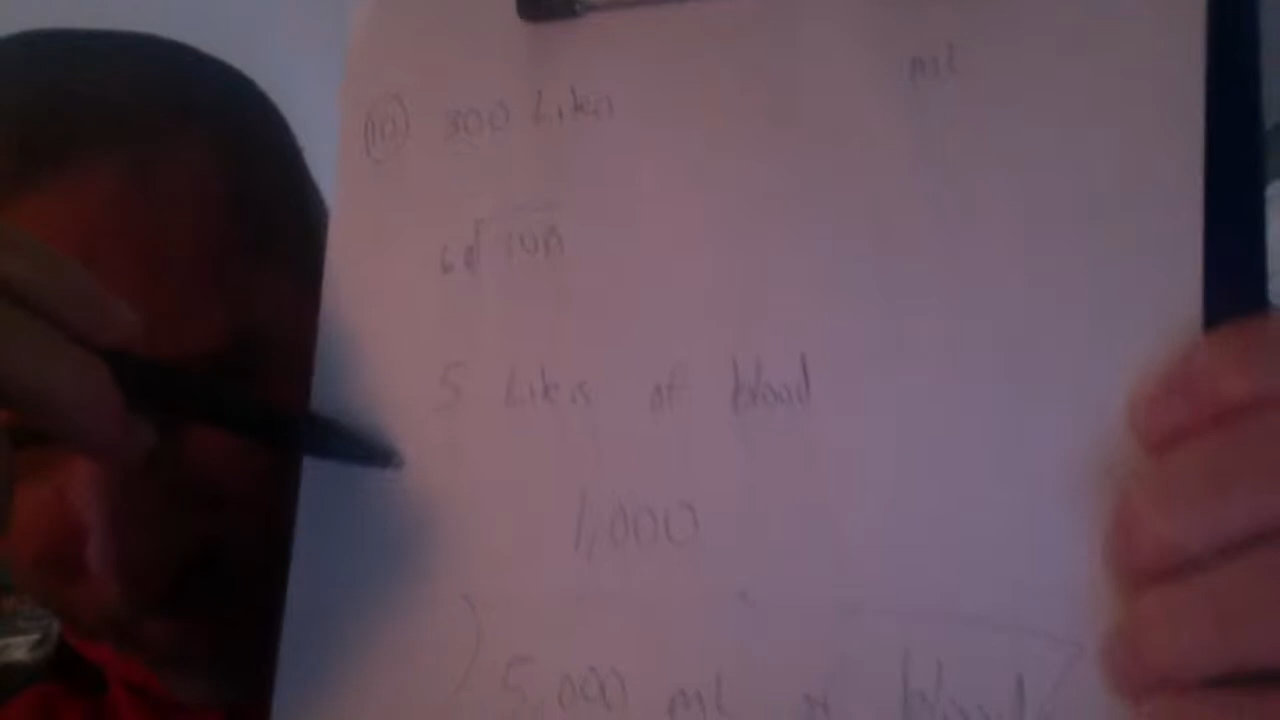 ml
(10) 300 Liters
60 300
5 Liters of blood
1,000
5,000 ml of blood